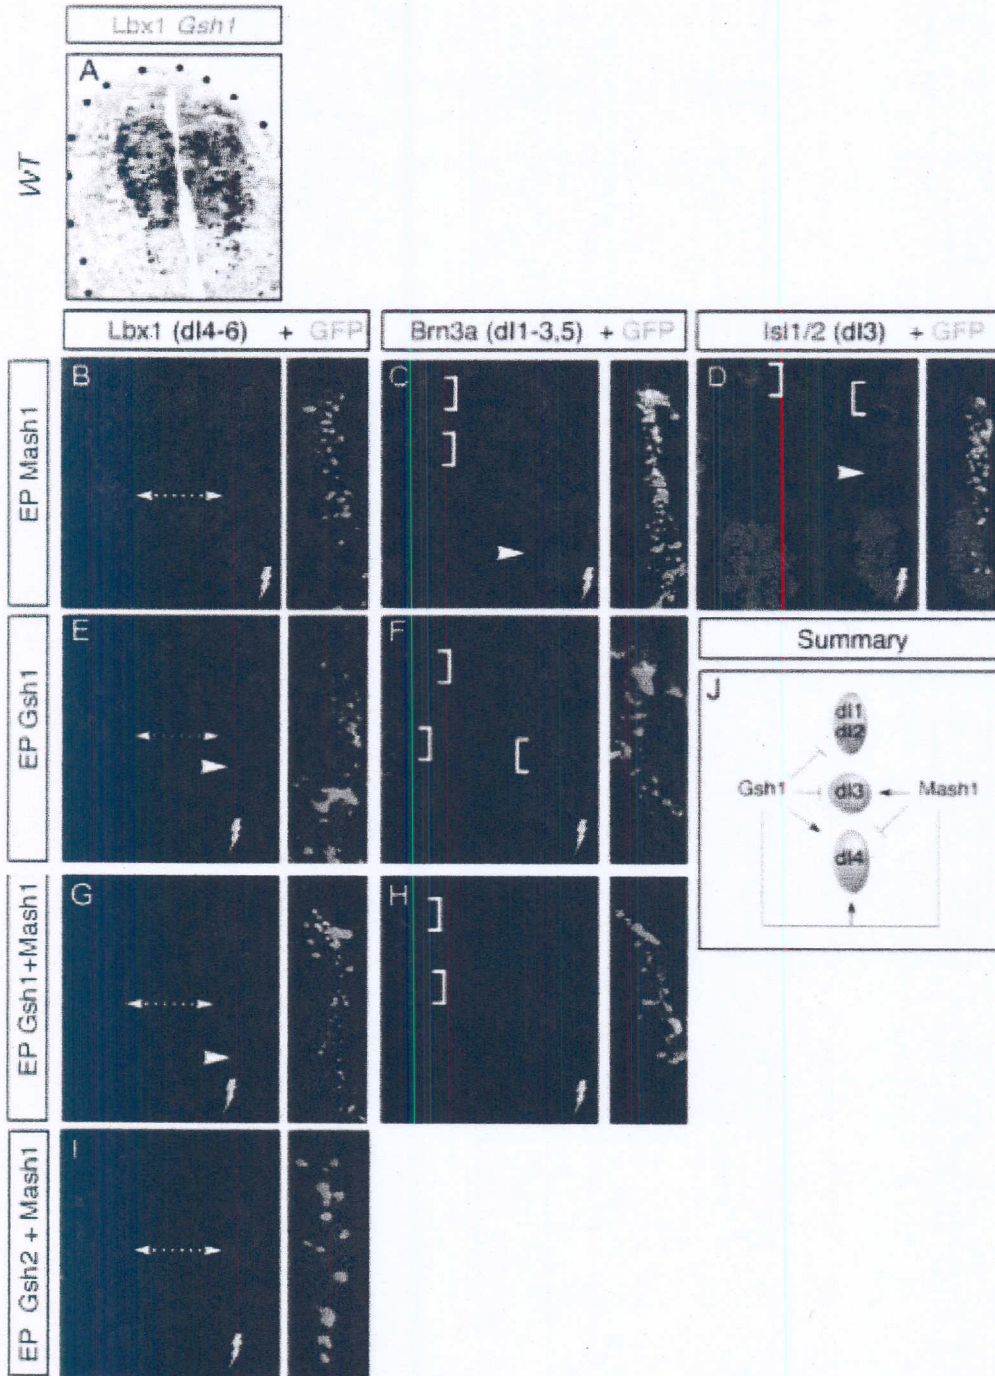 Lbx1 Gsh1
A
WT
Lbx1 (dI4-6) + GFP
Brn3a (dI1-3,5) + GFP
Isl1/2 (dI3) + GFP
EP Mash1
B
C
D
EP Gsh1
E
F
Summary
J
dI1
dI2
Gsh1
dI3
Mash1
dI4
EP Gsh1+Mash1
G
H
EP Gsh2 + Mash1
I